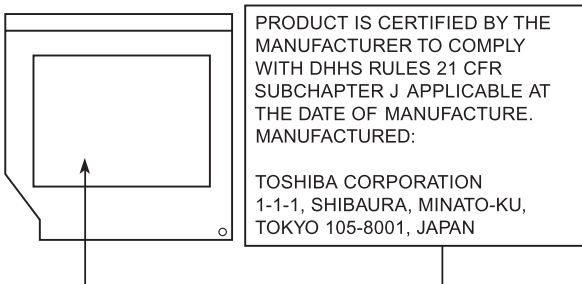 PRODUCT IS CERTIFIED BY THE
MANUFACTURER TO COMPLY
WITH DHHS RULES 21 CFR
SUBCHAPTER J APPLICABLE AT
THE DATE OF MANUFACTURE.
MANUFACTURED:
TOSHIBA CORPORATION
1-1-1, SHIBAURA, MINATO-KU,
TOKYO 105-8001, JAPAN